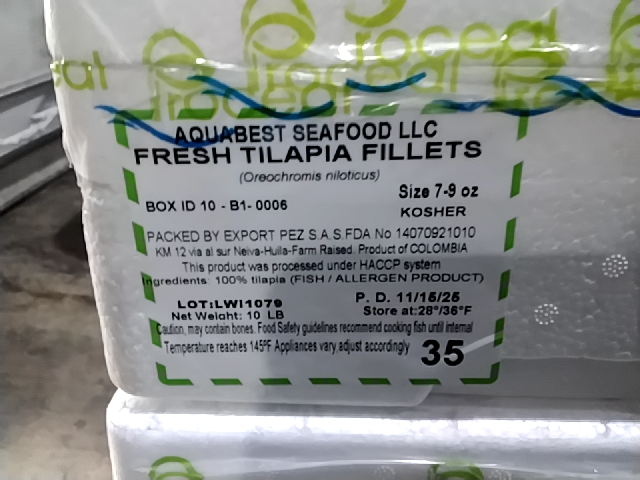 Proceal
Proceal
AQUABEST SEAFOOD LLC
FRESH TILAPIA FILLETS
(Oreochromis niloticus)
Size 7-9 oz
BOX ID 10 - B1- 0006
KOSHER
PACKED BY EXPORT PEZ S.A.S.FDA No 14070921010
KM 12 via al sur Neiva-Huila-Farm Raised. Product of COLOMBIA
This product was processed under HACCP system
Ingredients: 100% tilapia (FISH / ALLERGEN PRODUCT)
LOT:LWI1079
P. D. 11/15/25
Net Weight: 10 LB
Store at:28°/36°F
Caution, may contain bones. Food Safety guidelines recommend cooking fish until internal
Temperature reaches 145ºF Appliances vary,adjust accordingly
35